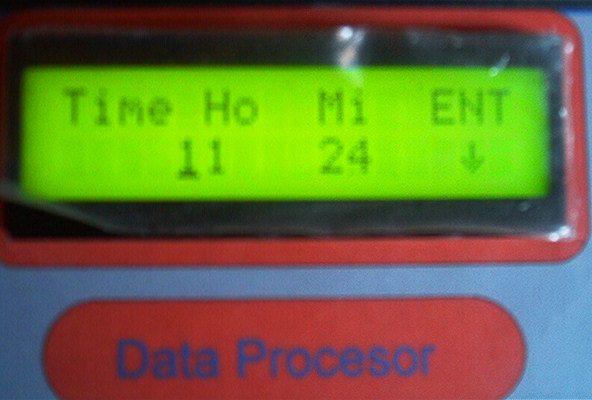 Time Ho Mi ENT
11 24 ↓
Data Procesor